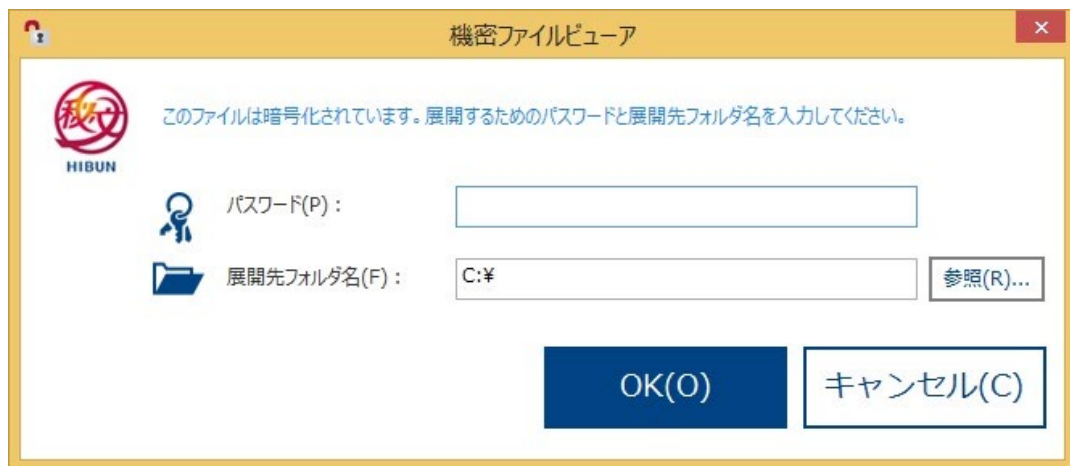 機密ファイルビューア
秘文
HIBUN
このファイルは暗号化されています。展開するためのパスワードと展開先フォルダ名を入力してください。
パスワード(P)：
展開先フォルダ名(F)：
C:¥
参照(R)...
OK(O)
キャンセル(C)